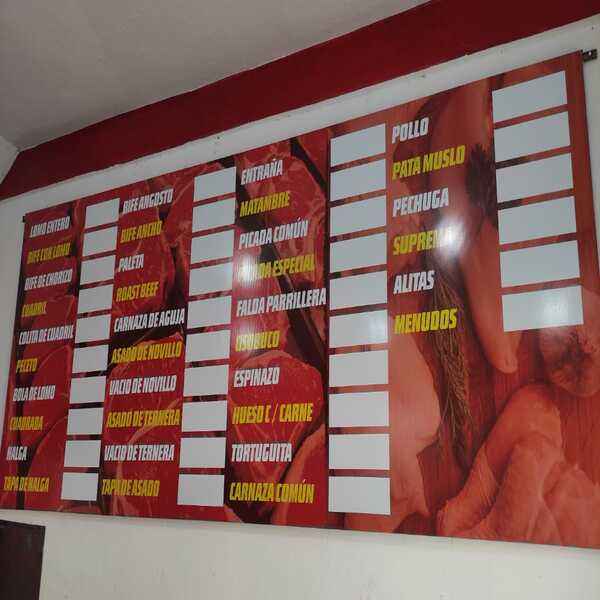 LOMO ENTERO
BIFE CON LOMO
BIFE DE CHORIZO
CUADRIL
COLITA DE CUADRIL
PECETO
BOLA DE LOMO
CUADRADA
NALGA
TAPA DE NALGA
BIFE ANGOSTO
BIFE ANCHO
PALETA
ROAST BEEF
CARNAZA DE AGUJA
ASADO DE NOVILLO
VACIO DE NOVILLO
ASADO DE TERNERA
VACIO DE TERNERA
TAPA DE ASADO
ENTRAÑA
MATAMBRE
PICADA COMÚN
PICADA ESPECIAL
FALDA PARRILLERA
OSUBUCO
ESPINAZO
HUESO C / CARNE
TORTUGUITA
CARNAZA COMÚN
POLLO
PATA MUSLO
PECHUGA
SUPREMA
ALITAS
MENUDOS